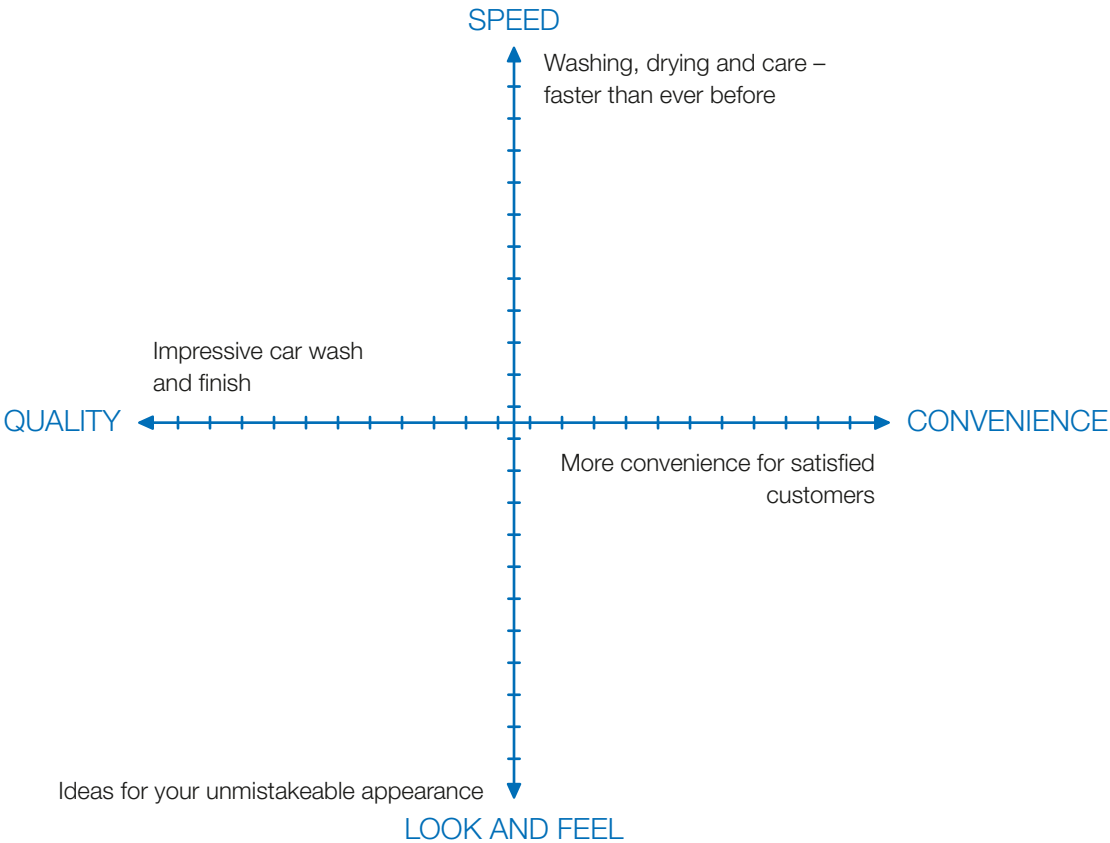 SPEED
Washing, drying and care –
faster than ever before
Impressive car wash
and finish
QUALITY
CONVENIENCE
More convenience for satisfied
customers
Ideas for your unmistakeable appearance
LOOK AND FEEL